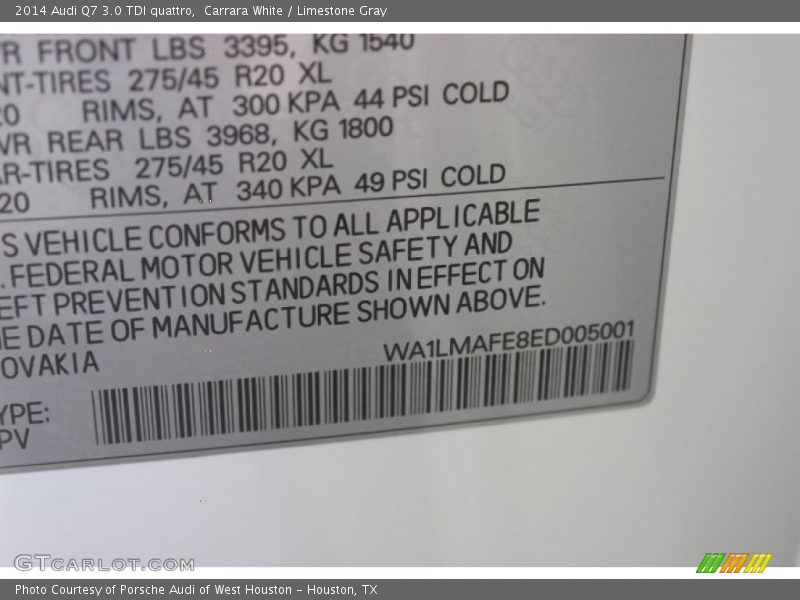 2014 Audi Q7 3.0 TDI quattro, Carrara White / Limestone Gray
FRONT LBS 3395, KG 1540
NT-TIRES 275/45 R20 XL
20 RIMS, AT 300 KPA 44 PSI COLD
WR REAR LBS 3968, KG 1800
AR-TIRES 275/45 R20 XL
20 RIMS, AT 340 KPA 49 PSI COLD
S VEHICLE CONFORMS TO ALL APPLICABLE
. FEDERAL MOTOR VEHICLE SAFETY AND
EFT PREVENTION STANDARDS IN EFFECT ON
E DATE OF MANUFACTURE SHOWN ABOVE.
OVAKIA
WA1LMAFE8ED005001
YPE:
PV
GTCARLOT.COM
Photo Courtesy of Porsche Audi of West Houston - Houston, TX